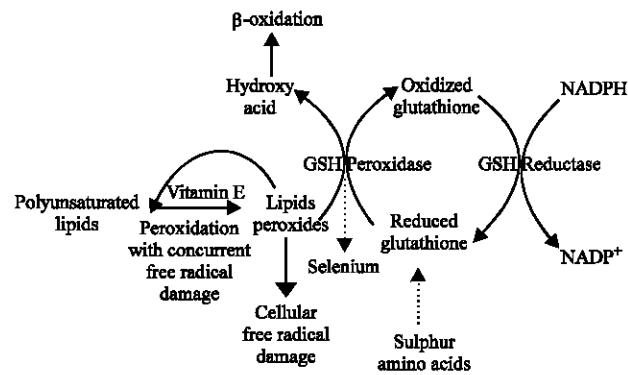 β-oxidation
Hydroxy
acid
Oxidized
glutathione
NADPH
GSH Peroxidase
GSH Reductase
Polyunsaturated
lipids
Vitamin E
Peroxidation
with concurrent
free radical
damage
Lipids
peroxides
Reduced
glutathione
Selenium
NADP⁺
Cellular
free radical
damage
Sulphur
amino acids